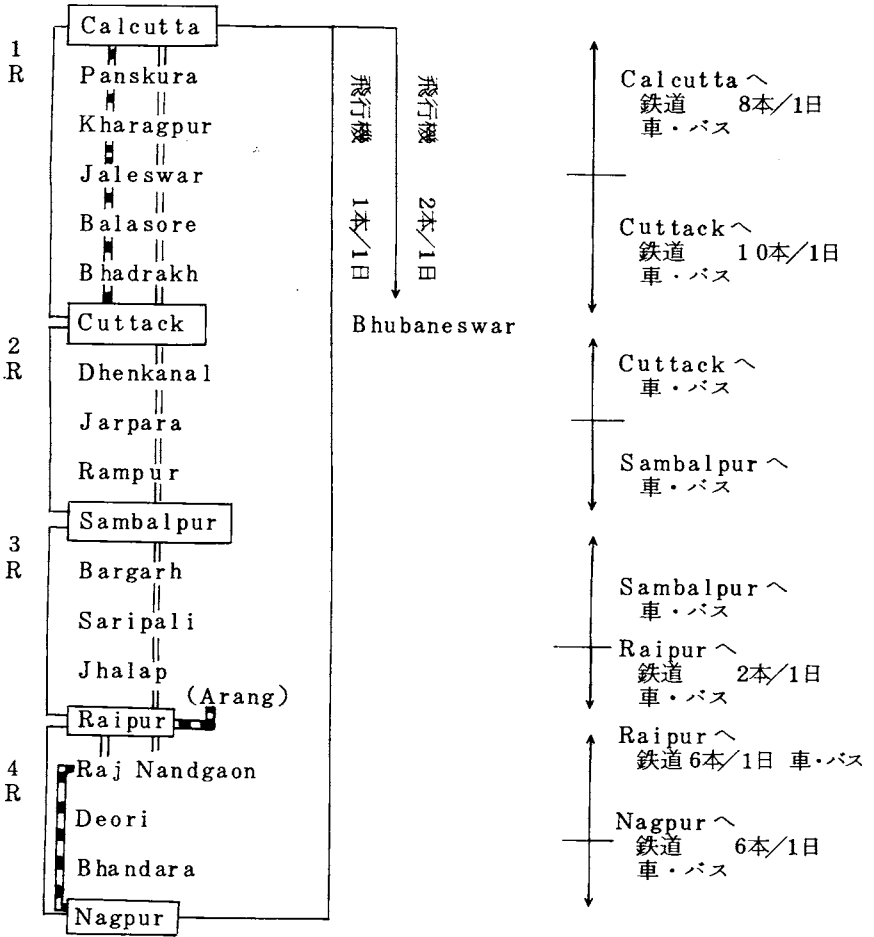 Calcutta
1
R
Panskura
Kharagpur
Jaleswar
Balasore
Bhadrakh
Cuttack
2
R
Dhenkanal
Jarpara
Rampur
Sambalpur
3
R
Bargarh
Saripali
Jhalap
(Arang)
Raipur
4
R
Raj Nandgaon
Deori
Bhandara
Nagpur
飛行機 1本/1日
飛行機 2本/1日
Bhubaneswar
Calcuttaへ
鉄道 8本/1日
車・バス
Cuttackへ
鉄道 10本/1日
車・バス
Cuttackへ
車・バス
Sambalpurへ
車・バス
Sambalpurへ
車・バス
Raipurへ
鉄道 2本/1日
車・バス
Raipurへ
鉄道6本/1日 車・バス
Nagpurへ
鉄道 6本/1日
車・バス